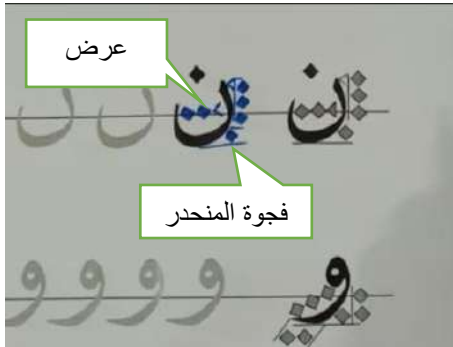 عرض
ن ن ن ن
فجوة المنحدر
و و و و و